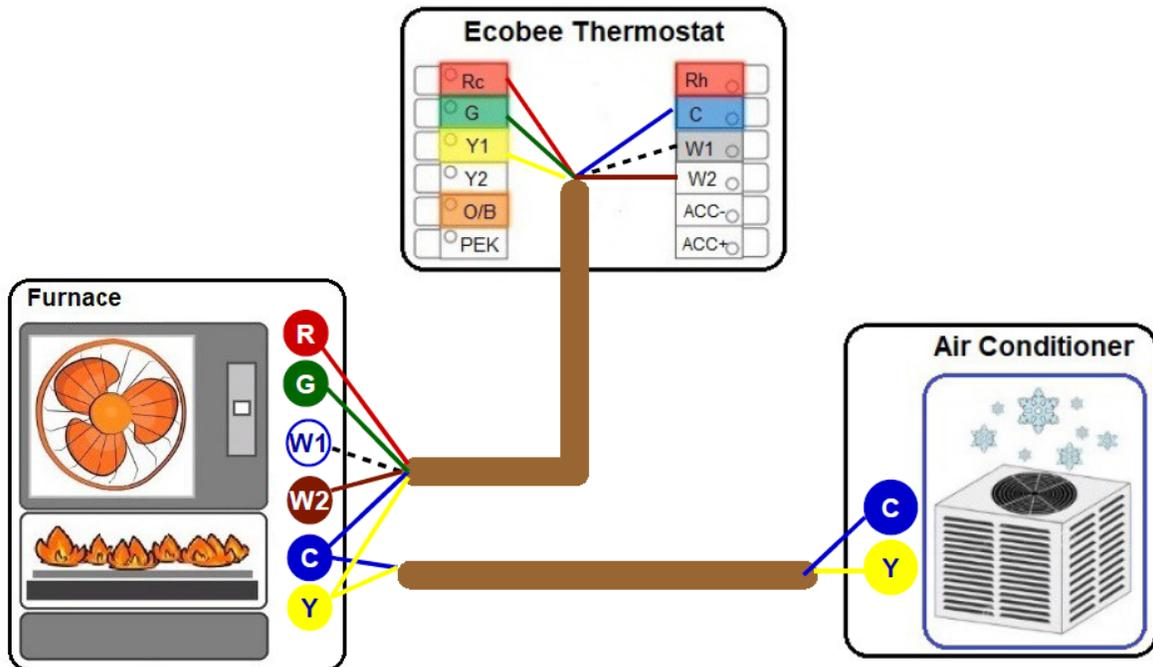 Ecobee Thermostat
Rc
Rh
G
C
Y1
W1
Y2
W2
O/B
ACC-
PEK
ACC+
Furnace
R
G
W1
W2
C
Y
Air Conditioner
C
Y